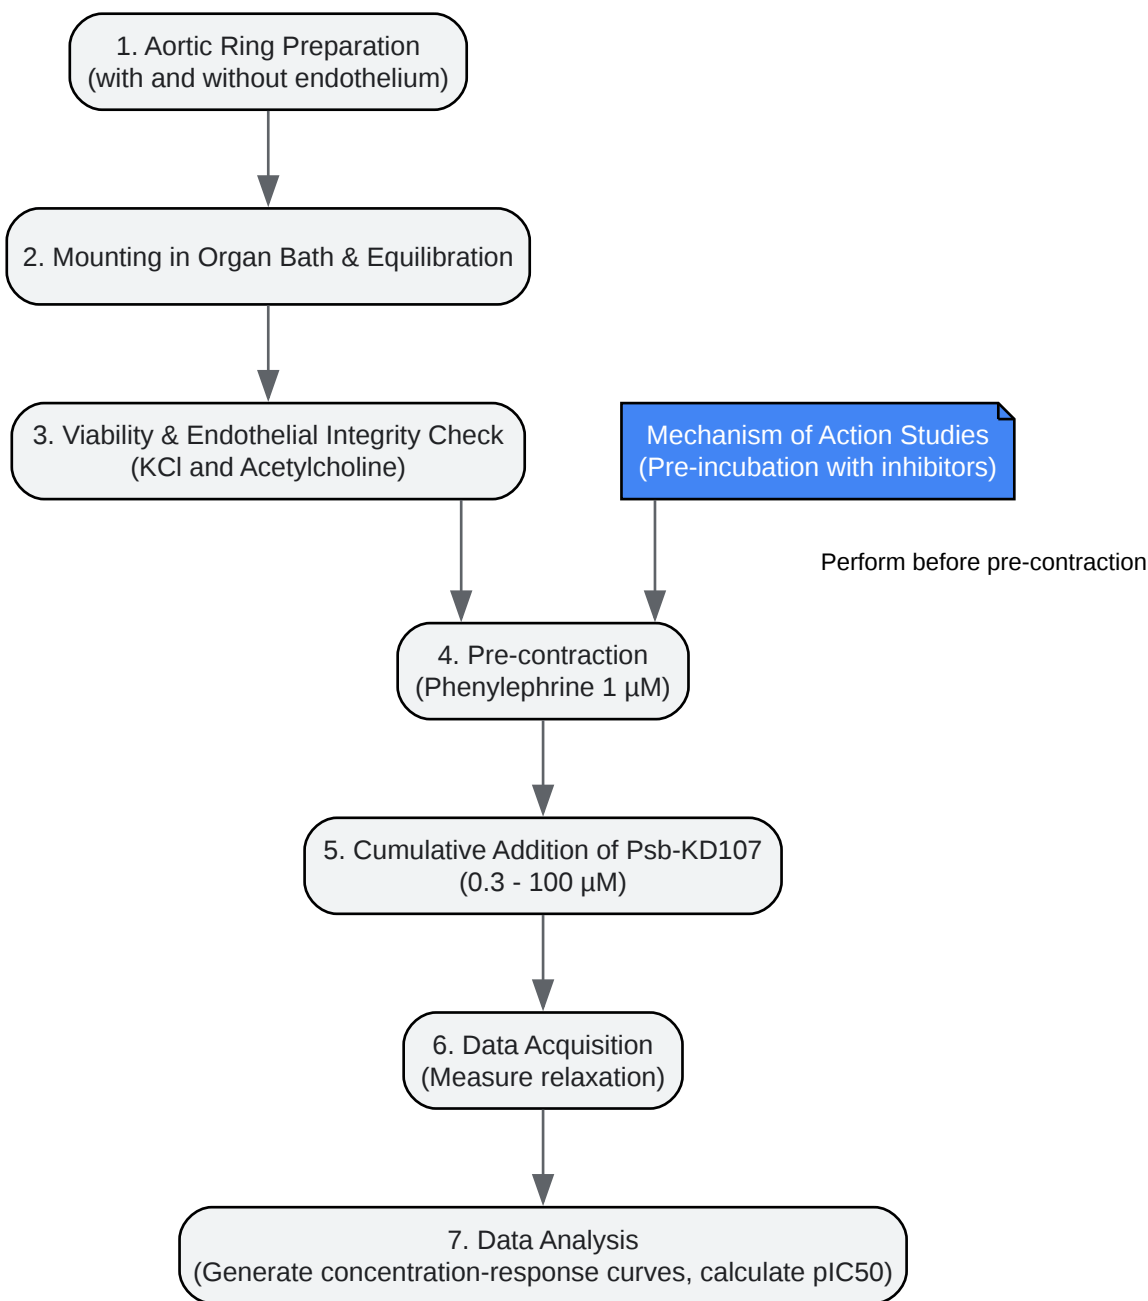 1. Aortic Ring Preparation
(with and without endothelium)
2. Mounting in Organ Bath & Equilibration
3. Viability & Endothelial Integrity Check
(KCl and Acetylcholine)
Mechanism of Action Studies
(Pre-incubation with inhibitors)
Perform before pre-contraction
4. Pre-contraction
(Phenylephrine 1 µM)
5. Cumulative Addition of Psb-KD107
(0.3 - 100 µM)
6. Data Acquisition
(Measure relaxation)
7. Data Analysis
(Generate concentration-response curves, calculate pIC50)